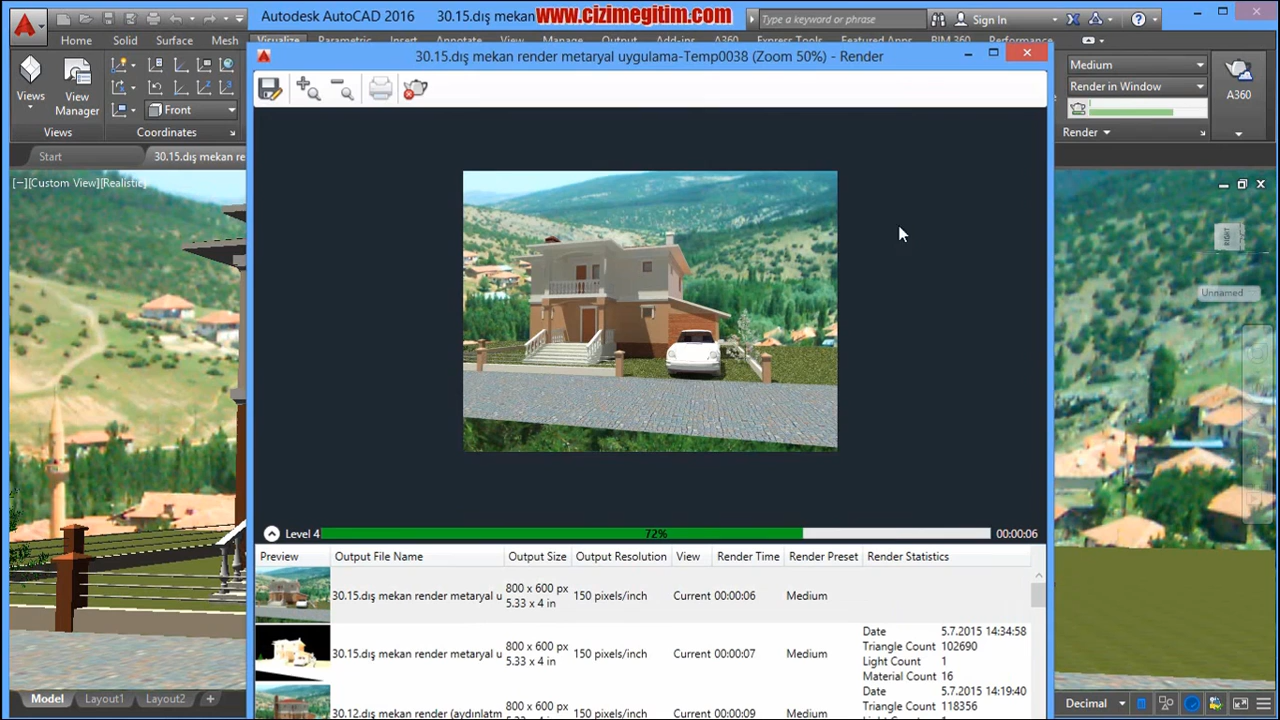 Autodesk AutoCAD 2016 30.15.dış mekan
www.cizimegitim.com
Type a keyword or phrase
Sign In
Home Solid Surface Mesh Visualize Parametric Insert Annotate View Manage Output Add-ins A360 Express Tools Featured Apps BIM 360 Performance
30.15.dış mekan render metaryal uygulama-Temp0038 (Zoom 50%) - Render
Views
View
Manager
Front
Views
Coordinates
Medium
Render in Window
Render
A360
Start
30.15.dış mekan re
[−][Custom View][Realistic]
RIGHT
Unnamed
Level 4
72%
00:00:06
Preview Output File Name Output Size Output Resolution View Render Time Render Preset Render Statistics
30.15.dış mekan render metaryal u 800 x 600 px 150 pixels/inch Current 00:00:06 Medium
5.33 x 4 in
Date 5.7.2015 14:34:58
30.15.dış mekan render metaryal u 800 x 600 px 150 pixels/inch Current 00:00:07 Medium
5.33 x 4 in
Triangle Count 102690
Light Count 1
Material Count 16
Date 5.7.2015 14:19:40
Triangle Count 118356
30.12.dış mekan render (aydınlatm 800 x 600 px 150 pixels/inch Current 00:00:09 Medium
Model Layout1 Layout2 +
Decimal